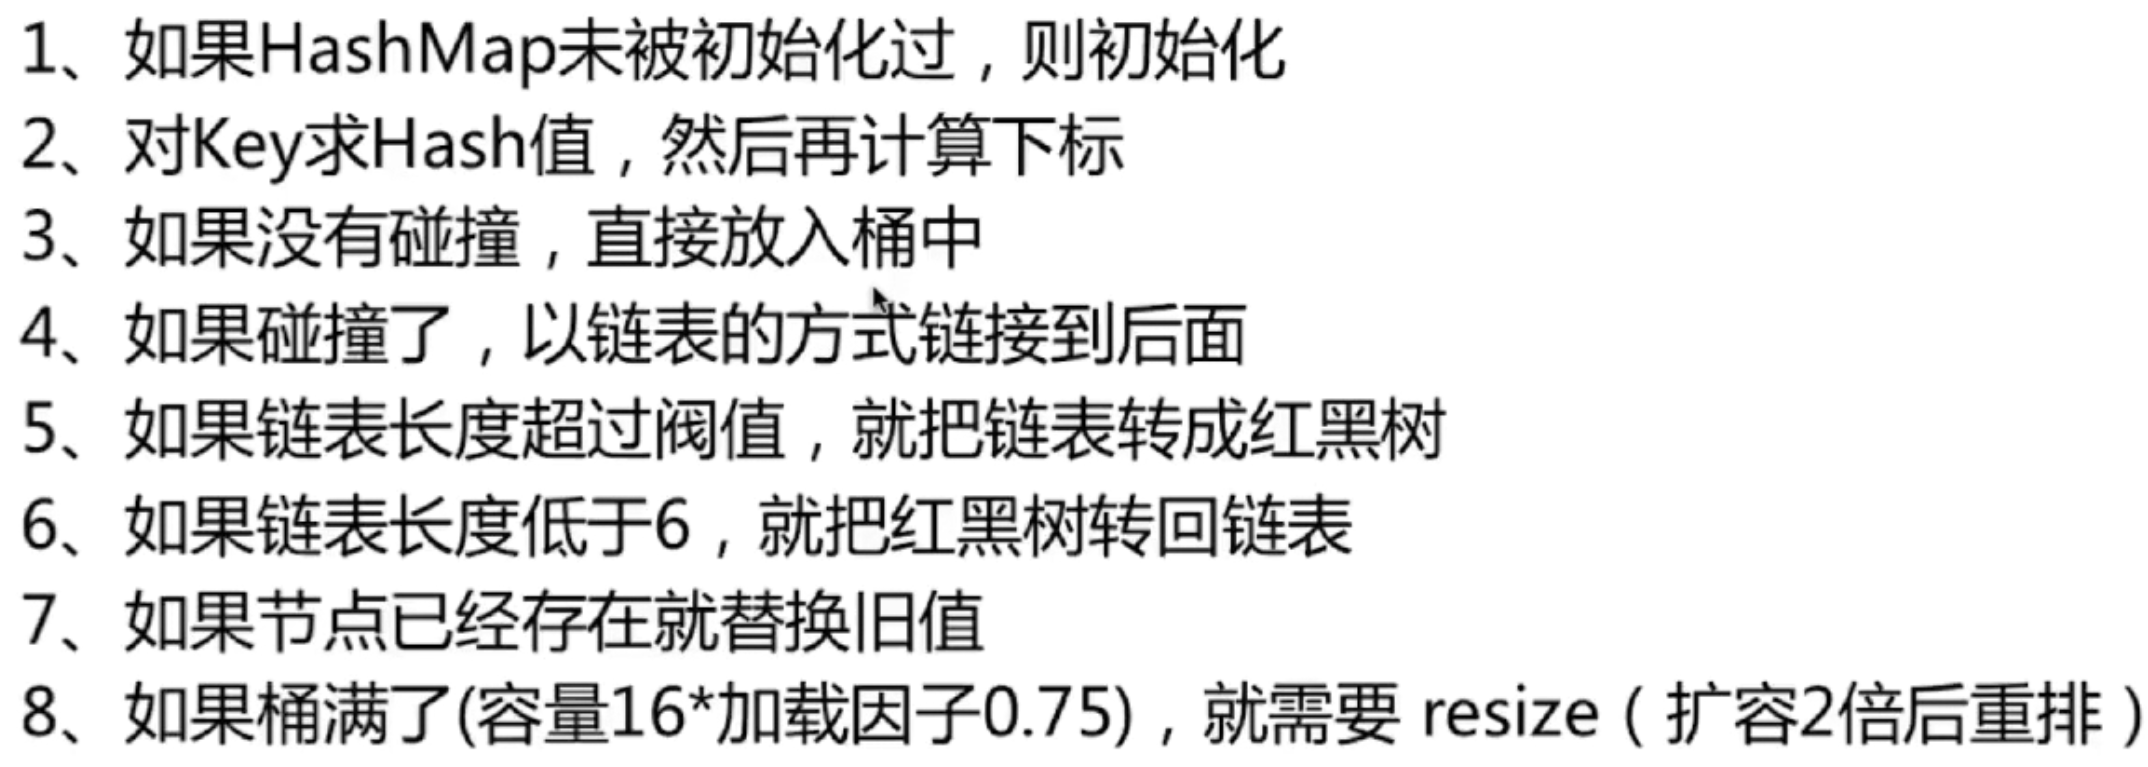 1、如果HashMap未被初始化过，则初始化
2、对Key求Hash值，然后再计算下标
3、如果没有碰撞，直接放入桶中
4、如果碰撞了，以链表的方式链接到后面
5、如果链表长度超过阀值，就把链表转成红黑树
6、如果链表长度低于6，就把红黑树转回链表
7、如果节点已经存在就替换旧值
8、如果桶满了(容量16*加载因子0.75)，就需要 resize（扩容2倍后重排）